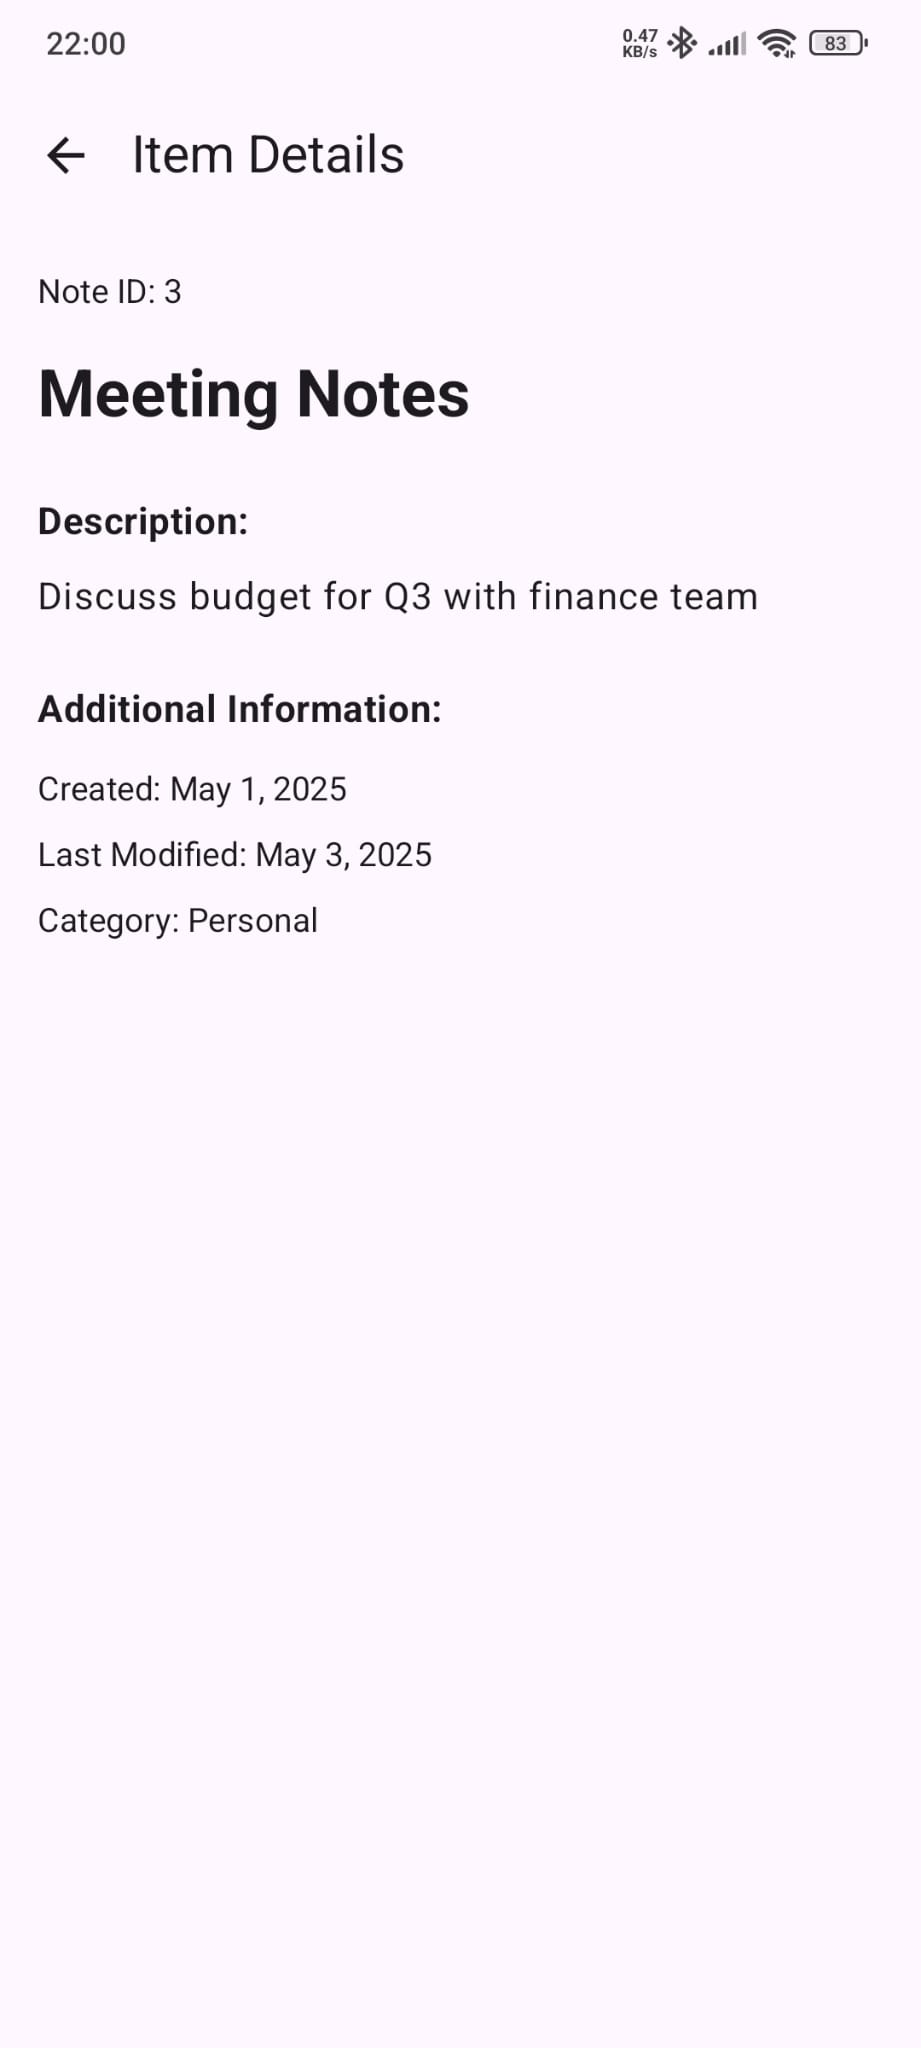 22:00
0.47
KB/s
83
Item Details
Note ID: 3
Meeting Notes
Description:
Discuss budget for Q3 with finance team
Additional Information:
Created: May 1, 2025
Last Modified: May 3, 2025
Category: Personal